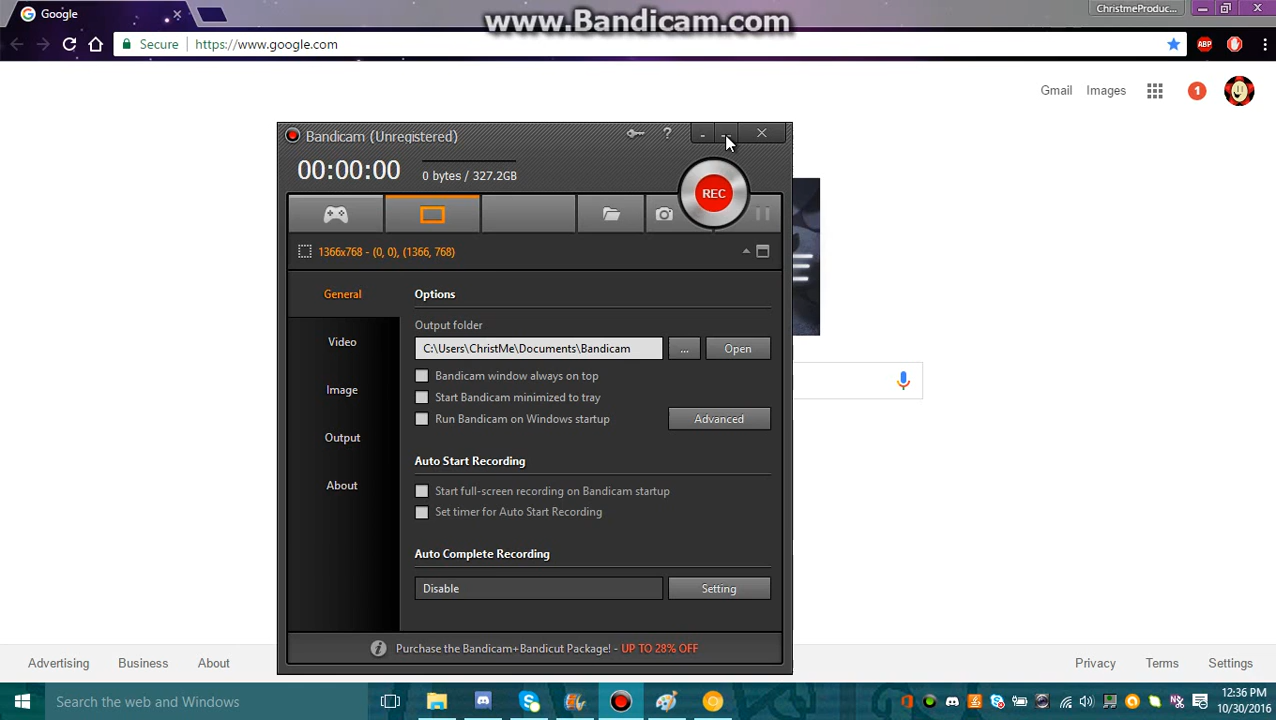 Google
www.Bandicam.com
ChristmeProduc...
Secure
https://www.google.com
ABP
Gmail
Images
1
Bandicam (Unregistered)
?
00:00:00
0 bytes / 327.2GB
REC
1366x768 - (0, 0), (1366, 768)
General
Video
Image
Output
About
Options
Output folder
C:\Users\ChristMe\Documents\Bandicam
...
Open
Bandicam window always on top
Start Bandicam minimized to tray
Run Bandicam on Windows startup
Advanced
Auto Start Recording
Start full-screen recording on Bandicam startup
Set timer for Auto Start Recording
Auto Complete Recording
Disable
Setting
Purchase the Bandicam+Bandicut Package! - UP TO 28% OFF
Advertising
Business
About
Privacy
Terms
Settings
Search the web and Windows
12:36 PM
10/30/2016